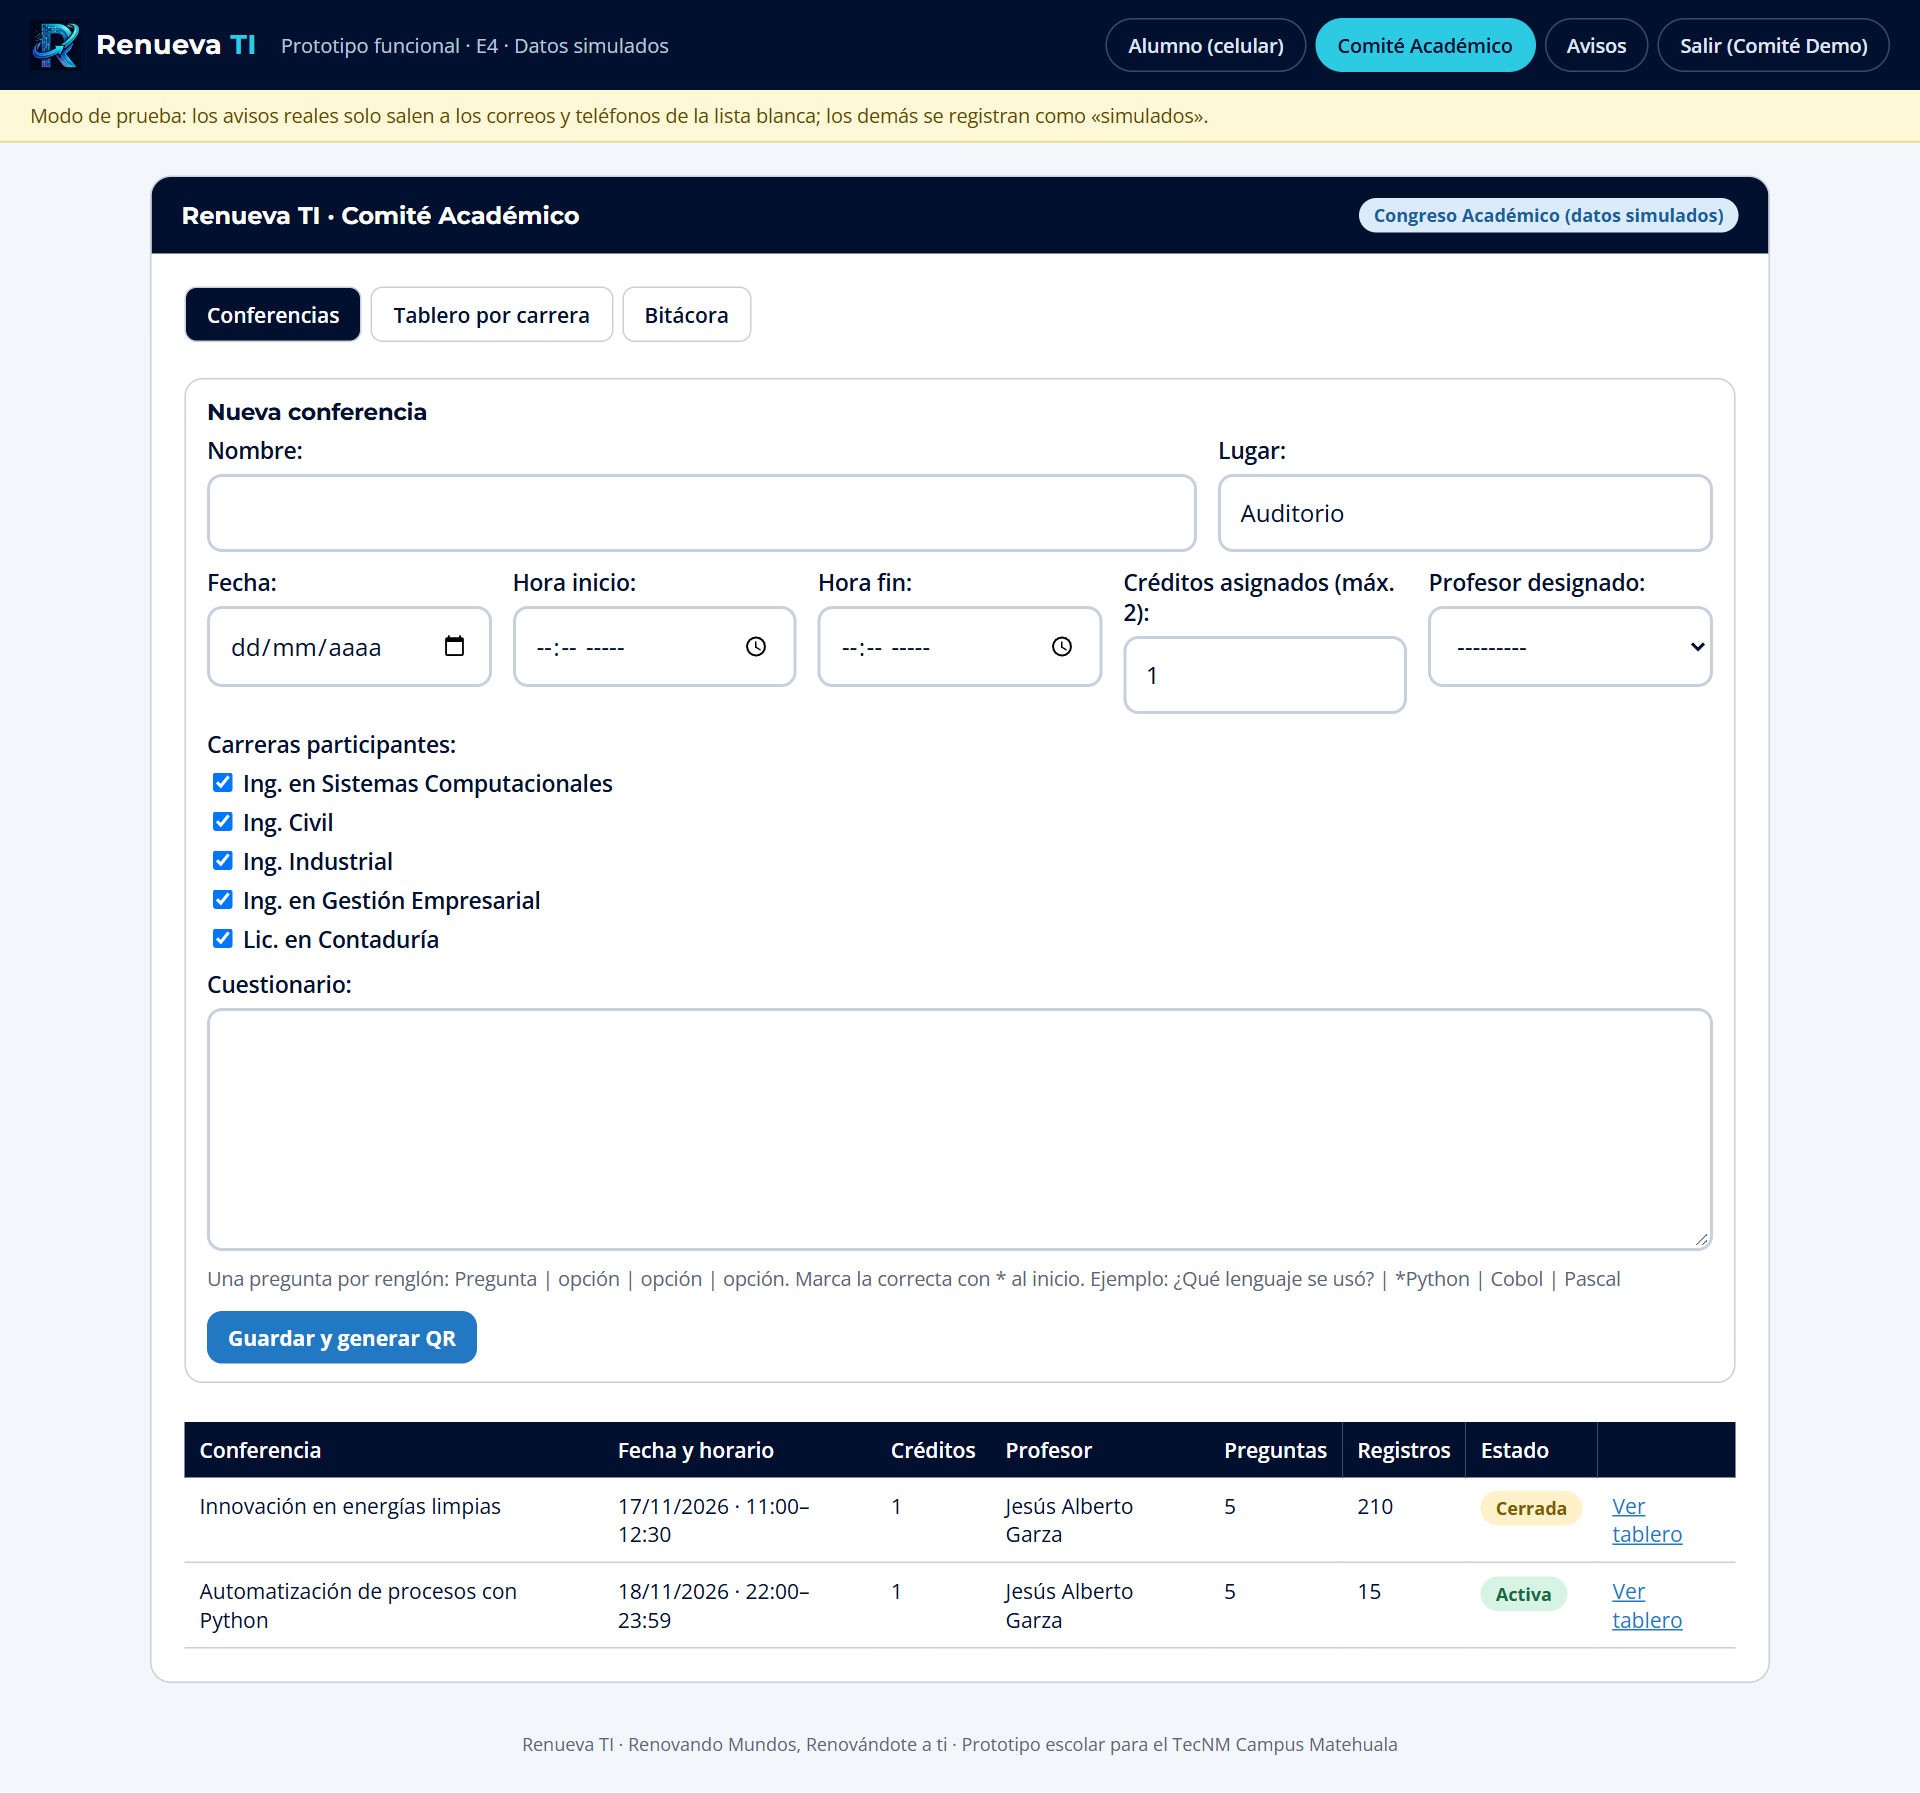 Renueva TI Prototipo funcional · E4 · Datos simulados Alumno (celular) Comité Académico Avisos Salir (Comité Demo)
Modo de prueba: los avisos reales solo salen a los correos y teléfonos de la lista blanca; los demás se registran como «simulados».
Renueva TI · Comité Académico Congreso Académico (datos simulados)
Conferencias Tablero por carrera Bitácora
Nueva conferencia
Nombre: Lugar:
Auditorio
Fecha: Hora inicio: Hora fin: Créditos asignados (máx. 2): Profesor designado:
dd/mm/aaaa --:-- ----- --:-- ----- 1 ---------
Carreras participantes:
Ing. en Sistemas Computacionales
Ing. Civil
Ing. Industrial
Ing. en Gestión Empresarial
Lic. en Contaduría
Cuestionario:
Una pregunta por renglón: Pregunta | opción | opción | opción. Marca la correcta con * al inicio. Ejemplo: ¿Qué lenguaje se usó? | *Python | Cobol | Pascal
Guardar y generar QR
Conferencia Fecha y horario Créditos Profesor Preguntas Registros Estado
Innovación en energías limpias 17/11/2026 · 11:00–12:30 1 Jesús Alberto Garza 5 210 Cerrada Ver tablero
Automatización de procesos con Python 18/11/2026 · 22:00–23:59 1 Jesús Alberto Garza 5 15 Activa Ver tablero
Renueva TI · Renovando Mundos, Renovándote a ti · Prototipo escolar para el TecNM Campus Matehuala